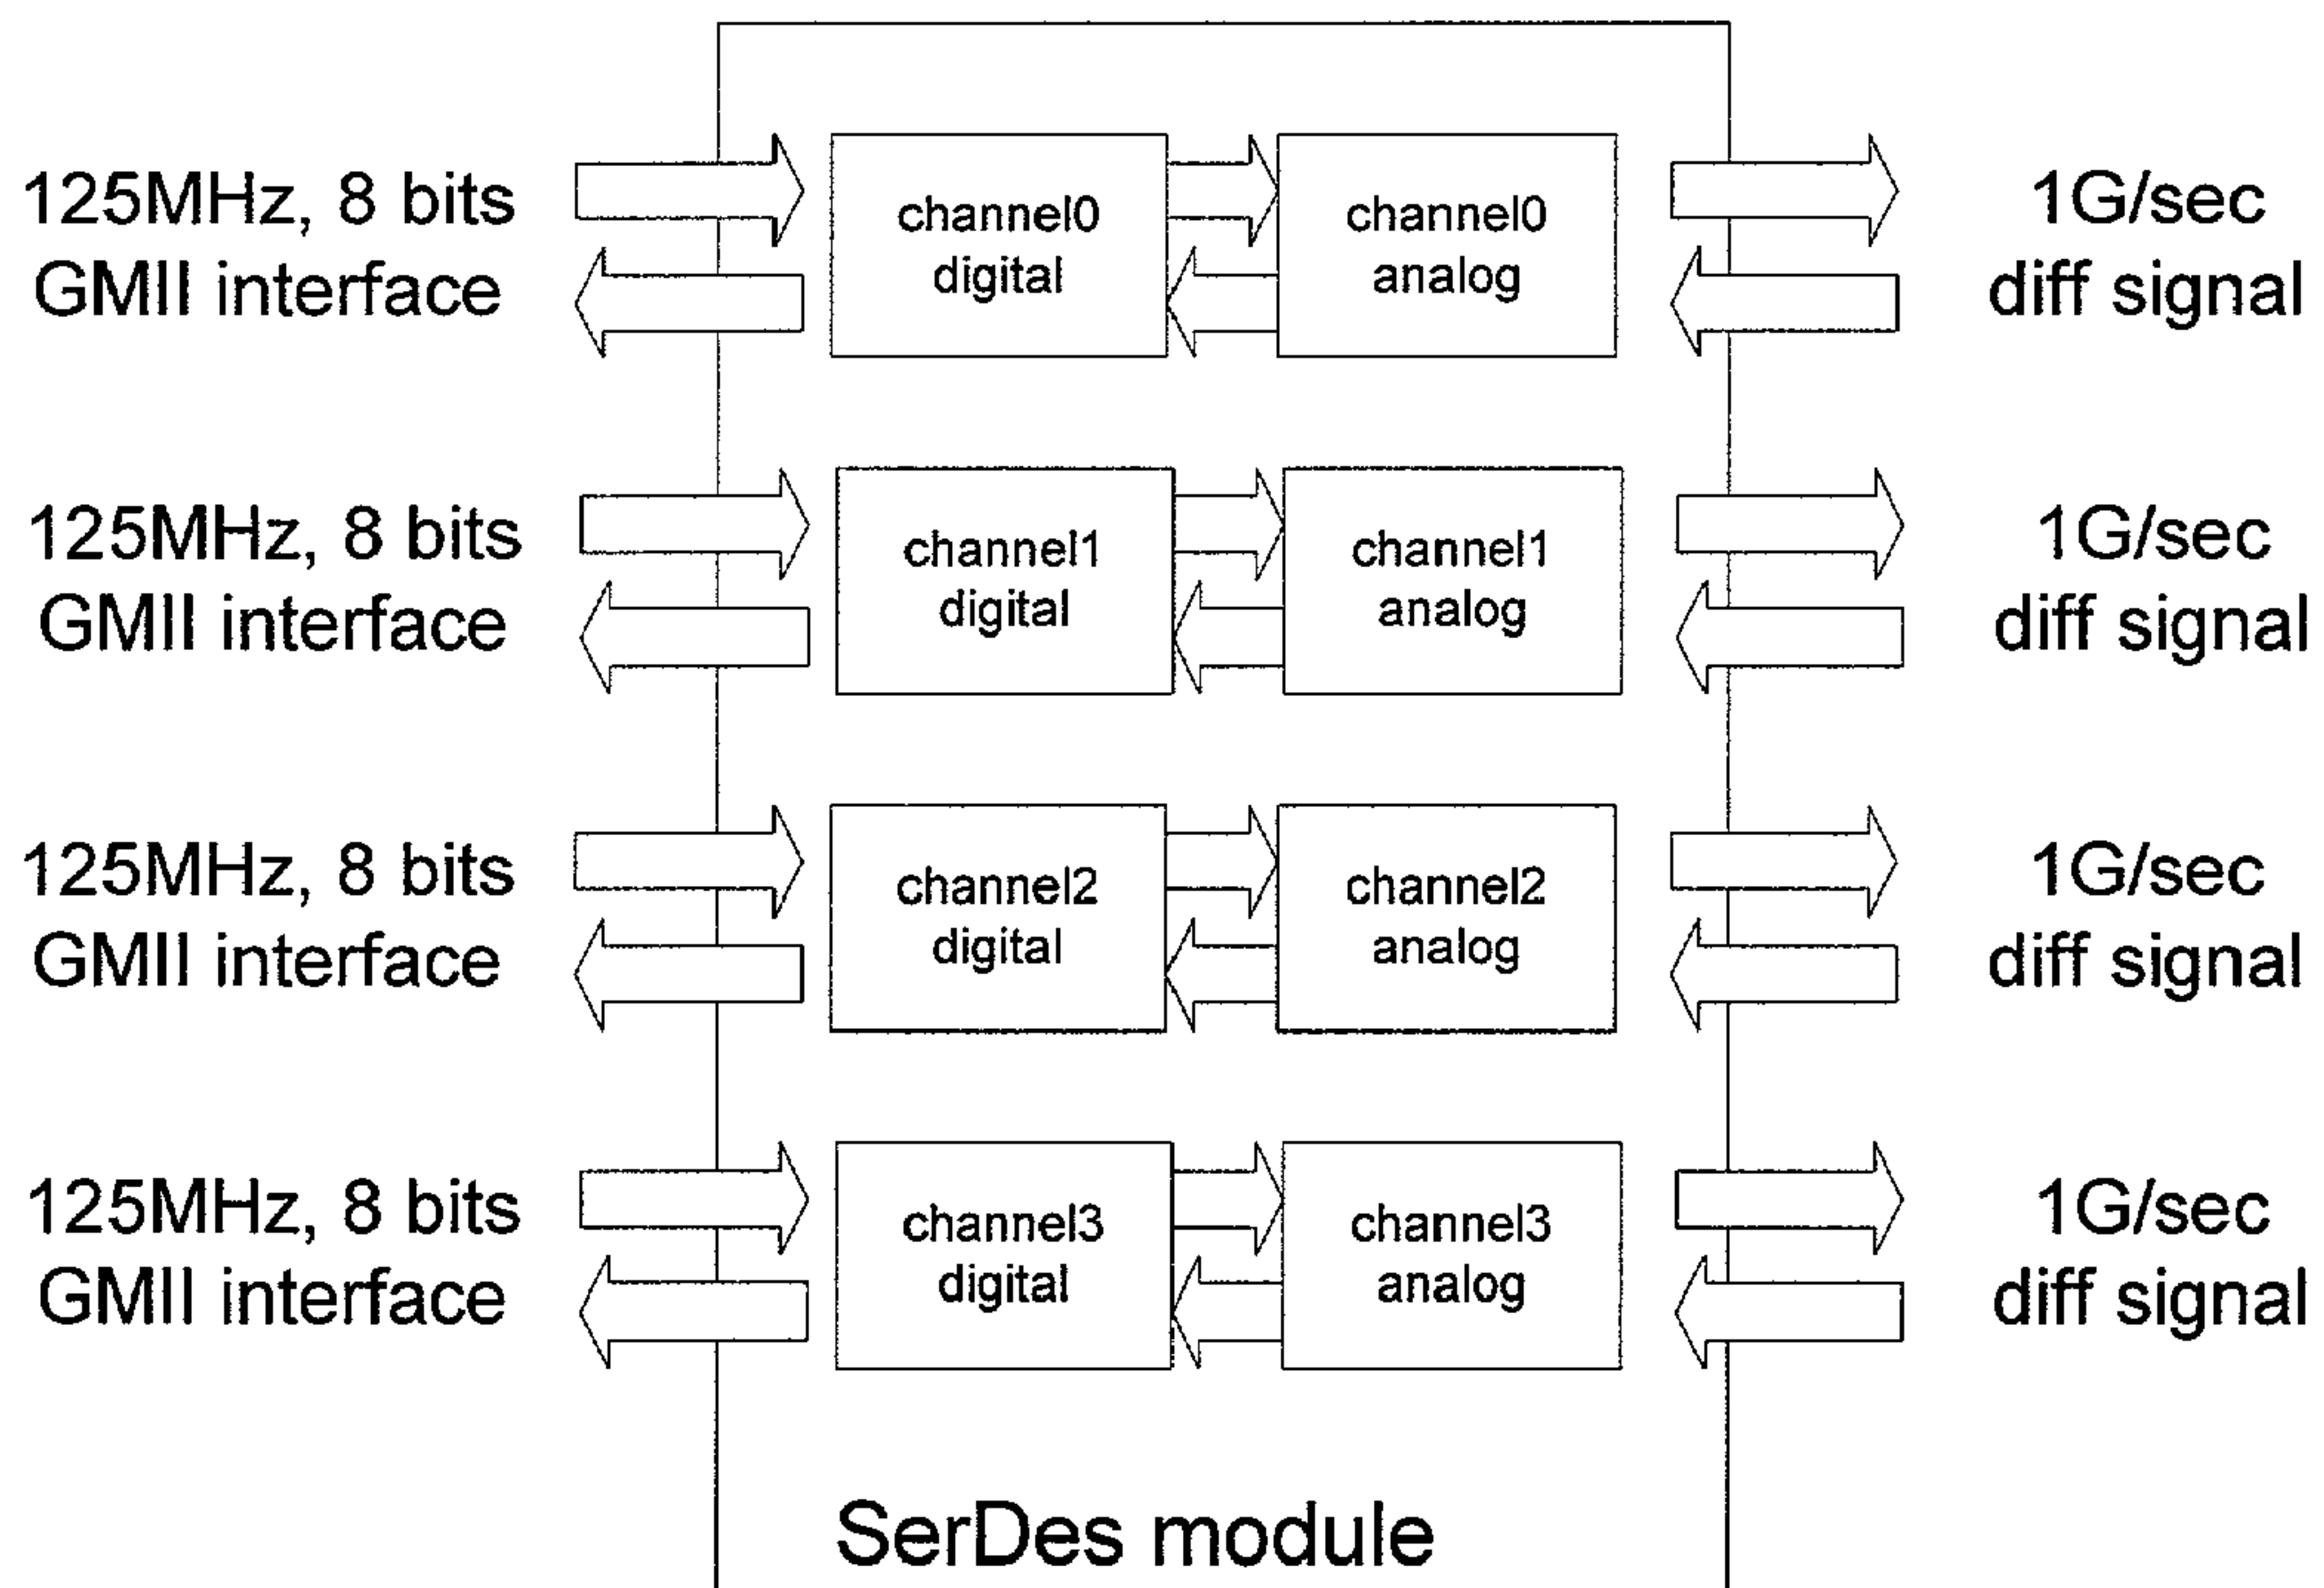 125MHz, 8 bits
GMII interface
channel0
digital
channel0
analog
1G/sec
diff signal
125MHz, 8 bits
GMII interface
channel1
digital
channel1
analog
1G/sec
diff signal
125MHz, 8 bits
GMII interface
channel2
digital
channel2
analog
1G/sec
diff signal
125MHz, 8 bits
GMII interface
channel3
digital
channel3
analog
1G/sec
diff signal
SerDes module